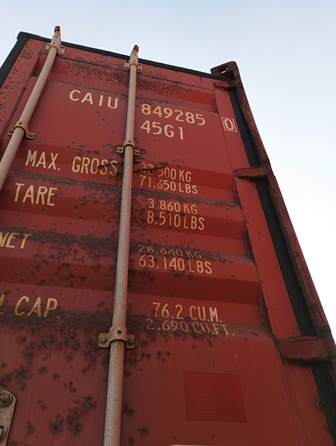 CAIU 849285 0
45G1
MAX. GROSS 32.500 KG
71.650 LBS
TARE 3.860 KG
8.510 LBS
NET 28.640 KG
63.140 LBS
CAP. 76.2 CU.M.
2.690 CU.FT.